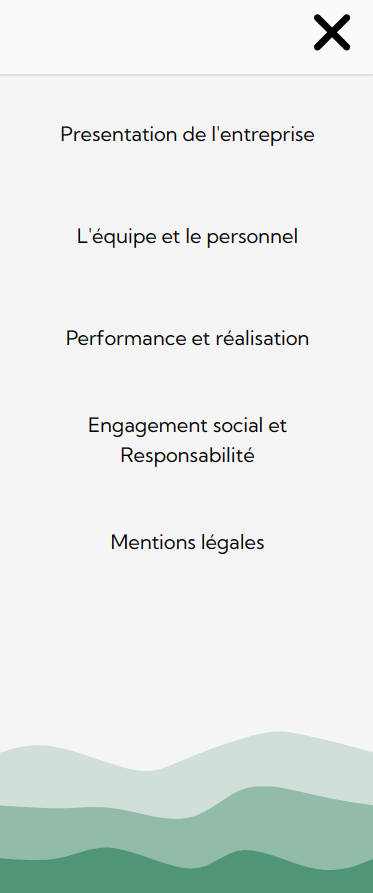 Presentation de l'entreprise
L'équipe et le personnel
Performance et réalisation
Engagement social et
Responsabilité
Mentions légales